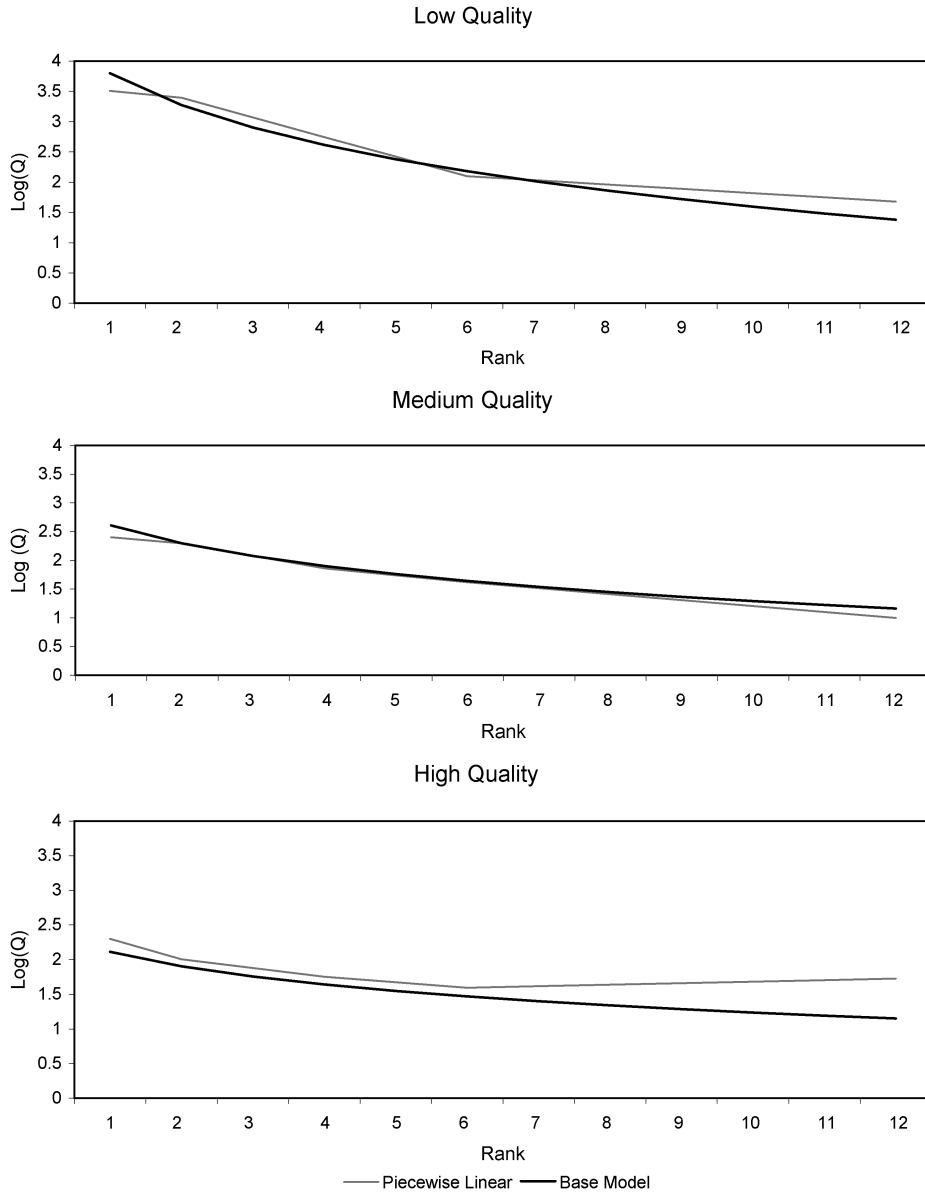 Low Quality
4
3.5
3
2.5
2
1.5
1
0.5
0
Log(Q)
1 2 3 4 5 6 7 8 9 10 11 12
Rank
Medium Quality
4
3.5
3
2.5
2
1.5
1
0.5
0
Log (Q)
1 2 3 4 5 6 7 8 9 10 11 12
Rank
High Quality
4
3.5
3
2.5
2
1.5
1
0.5
0
Log(Q)
1 2 3 4 5 6 7 8 9 10 11 12
Rank
Piecewise Linear Base Model